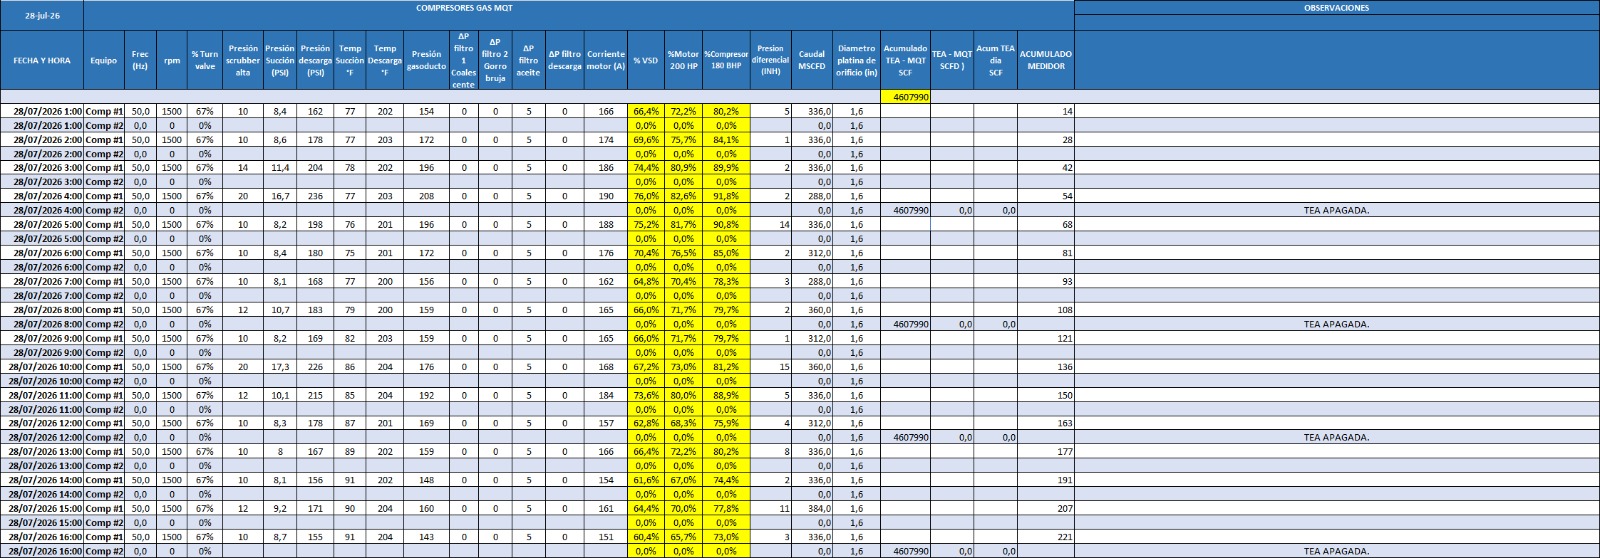 28-jul-26 COMPRESORES GAS MQT OBSERVACIONES
FECHA Y HORA Equipo Frec (Hz) rpm % Turn valve Presión scrubber alta Presión Succión (PSI) Presión descarga (PSI) Temp Succión °F Temp Descarga °F Presión gasoducto ΔP filtro 1 Coales cente ΔP filtro 2 Gorro bruja ΔP filtro aceite ΔP filtro descarga Corriente motor (A) % VSD %Motor 200 HP %Compresor 180 BHP Presion diferencial (INH) Caudal MSCFD Diametro platina de orificio (in) Acumulado TEA - MQT SCF TEA - MQT SCFD ) Acum TEA dia SCF ACUMULADO MEDIDOR
4607990
28/07/2026 1:00 Comp #1 50,0 1500 67% 10 8,4 162 77 202 154 0 0 5 0 166 66,4% 72,2% 80,2% 5 336,0 1,6 14
28/07/2026 1:00 Comp #2 0,0 0 0% 0,0% 0,0% 0,0% 0,0 1,6
28/07/2026 2:00 Comp #1 50,0 1500 67% 10 8,6 178 77 203 172 0 0 5 0 174 69,6% 75,7% 84,1% 1 336,0 1,6 28
28/07/2026 2:00 Comp #2 0,0 0 0% 0,0% 0,0% 0,0% 0,0 1,6
28/07/2026 3:00 Comp #1 50,0 1500 67% 14 11,4 204 78 202 196 0 0 5 0 186 74,4% 80,9% 89,9% 2 336,0 1,6 42
28/07/2026 3:00 Comp #2 0,0 0 0% 0,0% 0,0% 0,0% 0,0 1,6
28/07/2026 4:00 Comp #1 50,0 1500 67% 20 16,7 236 77 203 208 0 0 5 0 190 76,0% 82,6% 91,8% 2 288,0 1,6 54
28/07/2026 4:00 Comp #2 0,0 0 0% 0,0% 0,0% 0,0% 0,0 1,6 4607990 0,0 0,0 TEA APAGADA.
28/07/2026 5:00 Comp #1 50,0 1500 67% 10 8,2 198 76 201 196 0 0 5 0 188 75,2% 81,7% 90,8% 14 336,0 1,6 68
28/07/2026 5:00 Comp #2 0,0 0 0% 0,0% 0,0% 0,0% 0,0 1,6
28/07/2026 6:00 Comp #1 50,0 1500 67% 10 8,4 180 75 201 172 0 0 5 0 176 70,4% 76,5% 85,0% 2 312,0 1,6 81
28/07/2026 6:00 Comp #2 0,0 0 0% 0,0% 0,0% 0,0% 0,0 1,6
28/07/2026 7:00 Comp #1 50,0 1500 67% 10 8,1 168 77 200 156 0 0 5 0 162 64,8% 70,4% 78,3% 3 288,0 1,6 93
28/07/2026 7:00 Comp #2 0,0 0 0% 0,0% 0,0% 0,0% 0,0 1,6
28/07/2026 8:00 Comp #1 50,0 1500 67% 12 10,7 183 79 200 159 0 0 5 0 165 66,0% 71,7% 79,7% 2 360,0 1,6 108
28/07/2026 8:00 Comp #2 0,0 0 0% 0,0% 0,0% 0,0% 0,0 1,6 4607990 0,0 0,0 TEA APAGADA.
28/07/2026 9:00 Comp #1 50,0 1500 67% 10 8,2 169 82 203 159 0 0 5 0 165 66,0% 71,7% 79,7% 1 312,0 1,6 121
28/07/2026 9:00 Comp #2 0,0 0 0% 0,0% 0,0% 0,0% 0,0 1,6
28/07/2026 10:00 Comp #1 50,0 1500 67% 20 17,3 226 86 204 176 0 0 5 0 168 67,2% 73,0% 81,2% 15 360,0 1,6 136
28/07/2026 10:00 Comp #2 0,0 0 0% 0,0% 0,0% 0,0% 0,0 1,6
28/07/2026 11:00 Comp #1 50,0 1500 67% 12 10,1 215 85 204 192 0 0 5 0 184 73,6% 80,0% 88,9% 5 336,0 1,6 150
28/07/2026 11:00 Comp #2 0,0 0 0% 0,0% 0,0% 0,0% 0,0 1,6
28/07/2026 12:00 Comp #1 50,0 1500 67% 10 8,3 178 87 201 169 0 0 5 0 157 62,8% 68,3% 75,9% 4 312,0 1,6 163
28/07/2026 12:00 Comp #2 0,0 0 0% 0,0% 0,0% 0,0% 0,0 1,6 4607990 0,0 0,0 TEA APAGADA.
28/07/2026 13:00 Comp #1 50,0 1500 67% 10 8 167 89 202 159 0 0 5 0 166 66,4% 72,2% 80,2% 8 336,0 1,6 177
28/07/2026 13:00 Comp #2 0,0 0 0% 0,0% 0,0% 0,0% 0,0 1,6
28/07/2026 14:00 Comp #1 50,0 1500 67% 10 8,1 156 91 202 148 0 0 5 0 154 61,6% 67,0% 74,4% 2 336,0 1,6 191
28/07/2026 14:00 Comp #2 0,0 0 0% 0,0% 0,0% 0,0% 0,0 1,6
28/07/2026 15:00 Comp #1 50,0 1500 67% 12 9,2 171 90 204 160 0 0 5 0 161 64,4% 70,0% 77,8% 11 384,0 1,6 207
28/07/2026 15:00 Comp #2 0,0 0 0% 0,0% 0,0% 0,0% 0,0 1,6
28/07/2026 16:00 Comp #1 50,0 1500 67% 10 8,7 155 91 204 143 0 0 5 0 151 60,4% 65,7% 73,0% 3 336,0 1,6 221
28/07/2026 16:00 Comp #2 0,0 0 0% 0,0% 0,0% 0,0% 0,0 1,6 4607990 0,0 0,0 TEA APAGADA.